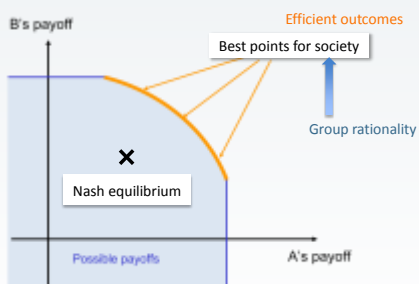 Efficient outcomes
B's payoff
Best points for society
Group rationality
Nash equilibrium
Possible payoffs
A's payoff